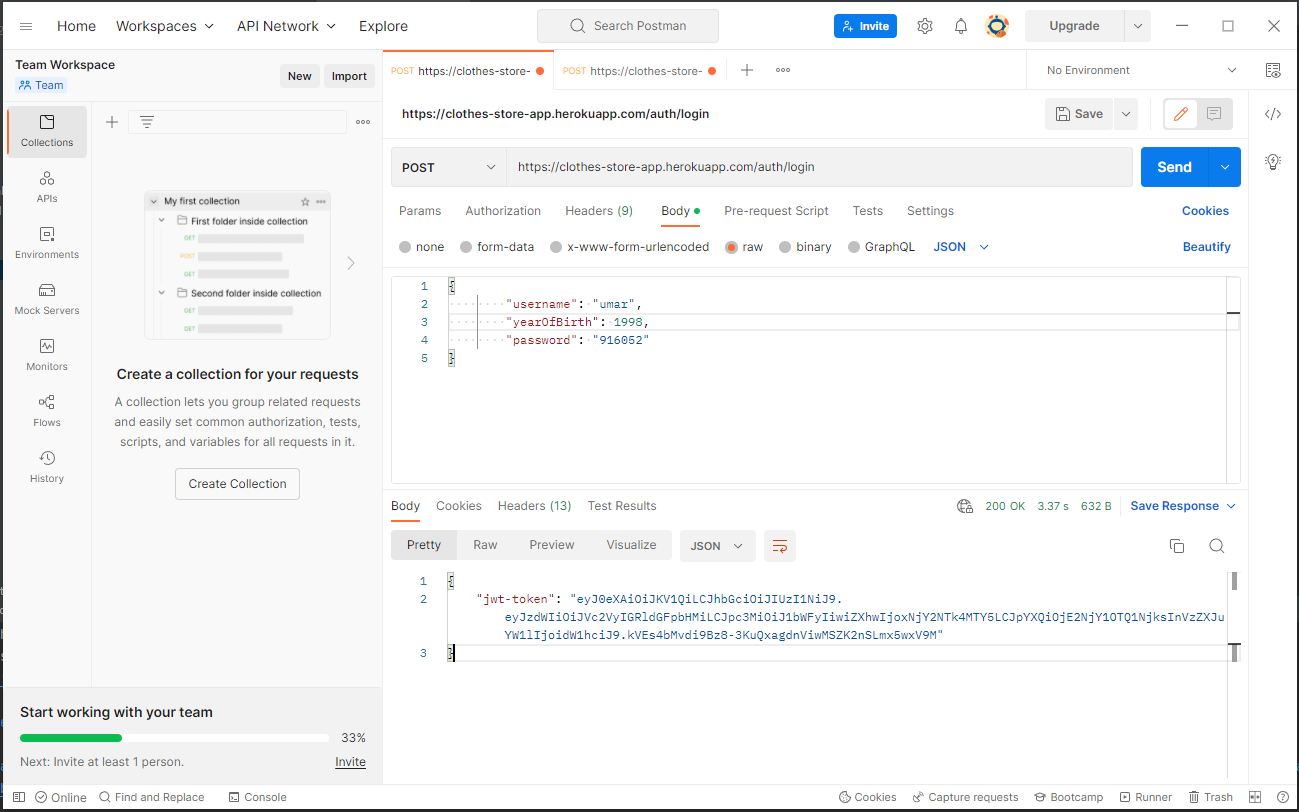 Home Workspaces API Network Explore Search Postman Invite Upgrade
Team Workspace
Team
New Import
POST https://clothes-store- POST https://clothes-store- No Environment
https://clothes-store-app.herokuapp.com/auth/login Save
Collections
APIs
Environments
Mock Servers
Monitors
Flows
History
My first collection
First folder inside collection
GET
POST
GET
Second folder inside collection
GET
GET
Create a collection for your requests
A collection lets you group related requests
and easily set common authorization, tests,
scripts, and variables for all requests in it.
Create Collection
Start working with your team
33%
Next: Invite at least 1 person. Invite
POST https://clothes-store-app.herokuapp.com/auth/login Send
Params Authorization Headers (9) Body Pre-request Script Tests Settings Cookies
none form-data x-www-form-urlencoded raw binary GraphQL JSON Beautify
1 {
2 "username": "umar",
3 "yearOfBirth": 1998,
4 "password": "916052"
5 }
Body Cookies Headers (13) Test Results 200 OK 3.37 s 632 B Save Response
Pretty Raw Preview Visualize JSON
1 {
2 "jwt-token": "eyJ0eXAiOiJKV1QiLCJhbGciOiJIUzI1NiJ9.
eyJzdWIiOiJVc2VyIGRldGFpbHMiLCJpc3MiOiJ1bWFyIiwiZXhwIjoxNjY2NTk4MTY5LCJpYXQiOjE2NjY1OTQ1NjksInVzZXJu
YW1lIjoidW1hciJ9.kVEs4bMvdi9Bz8-3KuQxagdnViwMSZK2nSLmx5wxV9M"
3 }
Online Find and Replace Console Cookies Capture requests Bootcamp Runner Trash